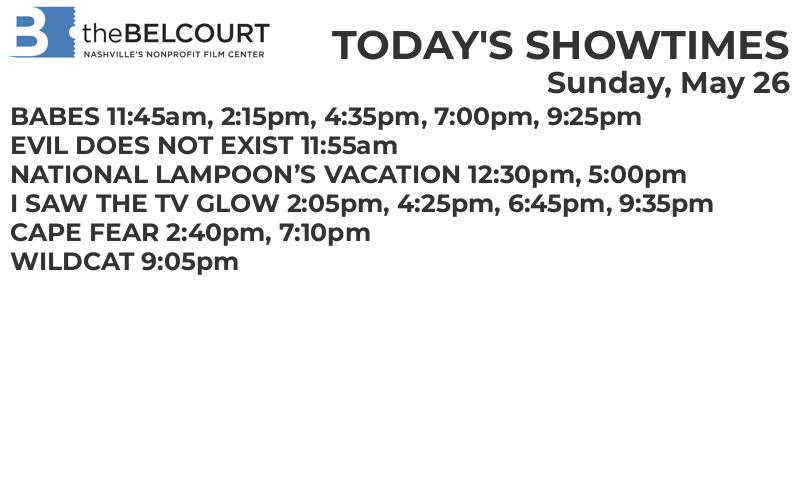 B theBELCOURT
NASHVILLE'S NONPROFIT FILM CENTER
TODAY'S SHOWTIMES
Sunday, May 26
BABES 11:45am, 2:15pm, 4:35pm, 7:00pm, 9:25pm
EVIL DOES NOT EXIST 11:55am
NATIONAL LAMPOON’S VACATION 12:30pm, 5:00pm
I SAW THE TV GLOW 2:05pm, 4:25pm, 6:45pm, 9:35pm
CAPE FEAR 2:40pm, 7:10pm
WILDCAT 9:05pm